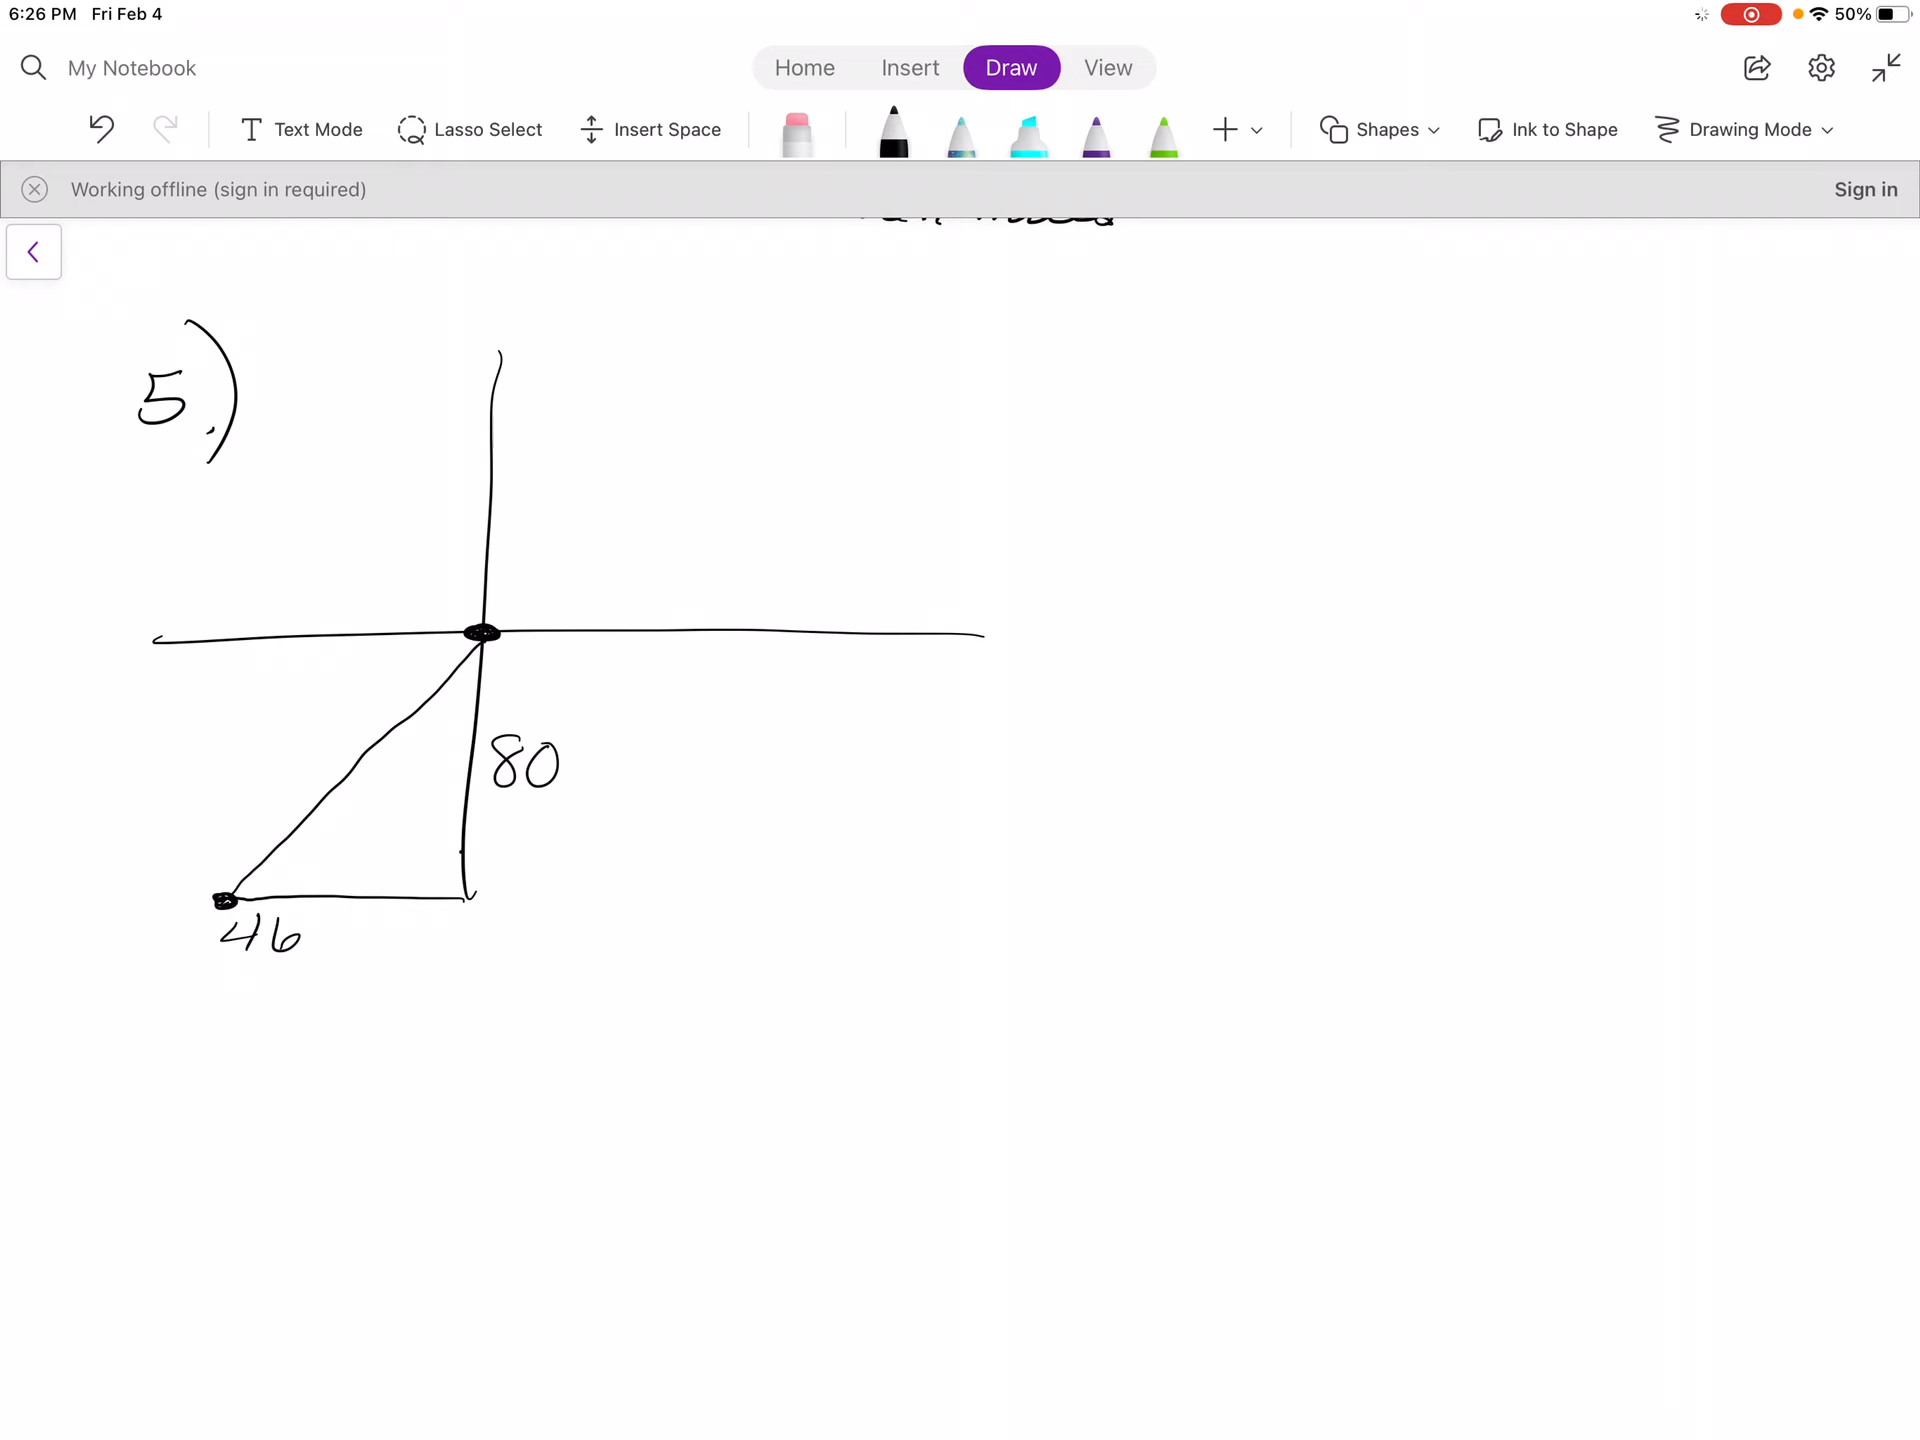 6:26 PM Fri Feb 4
50%
My Notebook
Home Insert Draw View
Text Mode Lasso Select Insert Space Shapes Ink to Shape Drawing Mode
Working offline (sign in required) Sign in
5.)
80
46